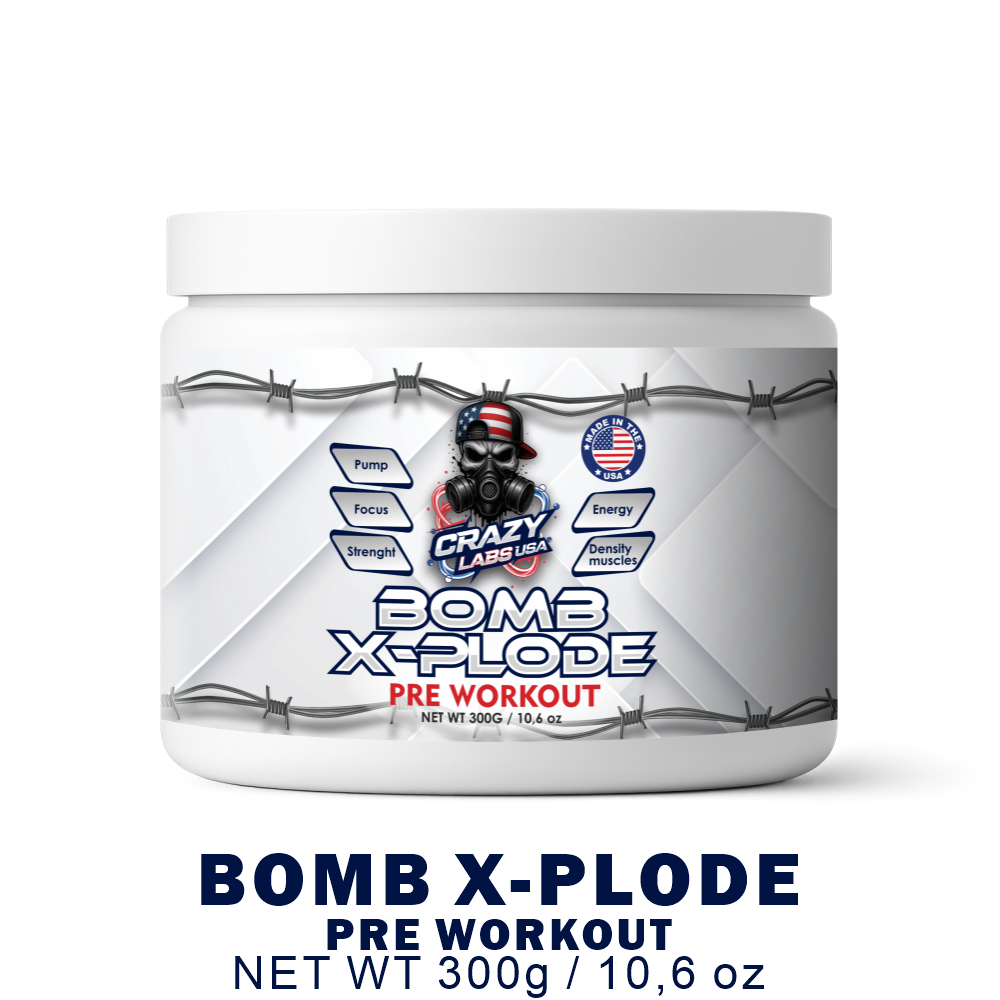 MADE IN THE
USA
Pump
Focus
Strenght
Energy
Density
muscles
CRAZY
LABS USA®
BOMB
X-PLODE
PRE WORKOUT
NET WT 300G / 10,6 oz
BOMB X-PLODE
PRE WORKOUT
NET WT 300g / 10,6 oz